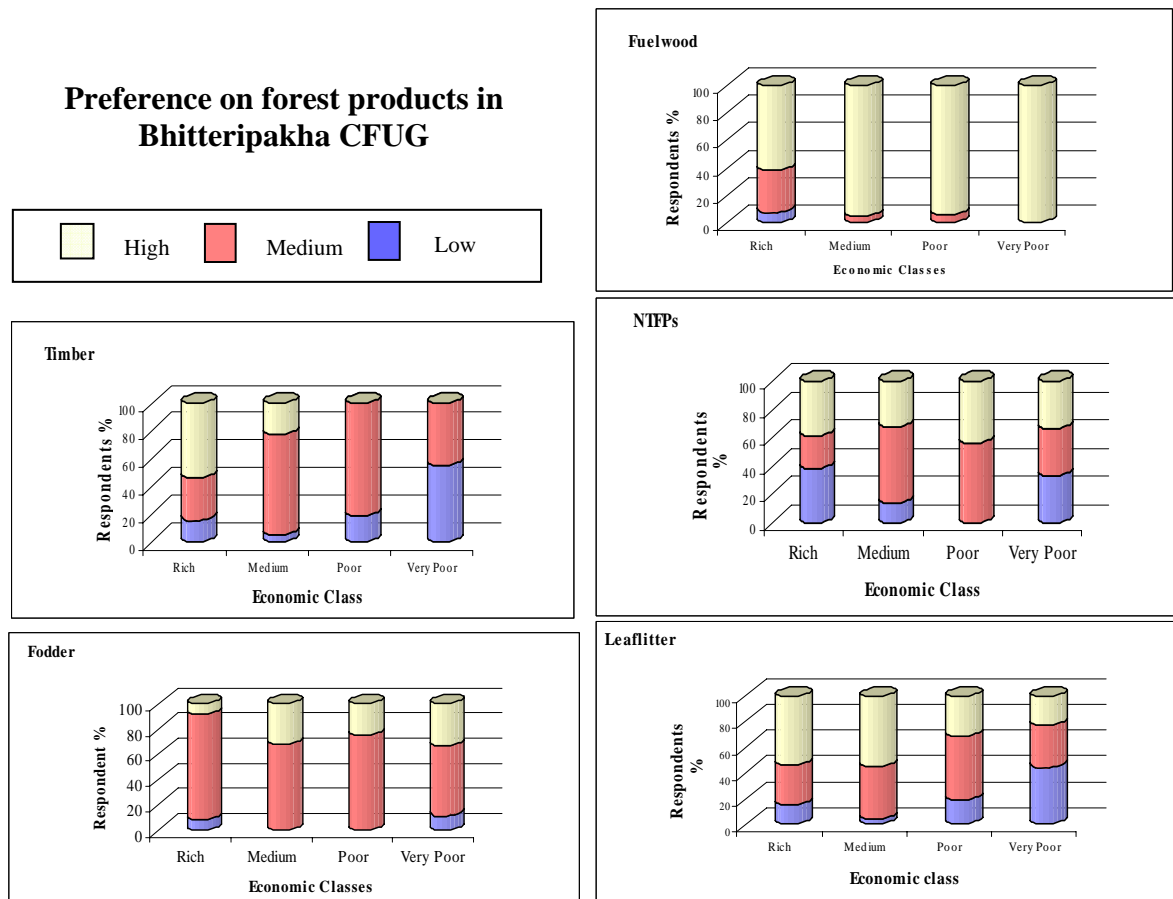 Preference on forest products in
Bhitteripakha CFUG
High Medium Low
Fuelwood
Respondents %
100
80
60
40
20
0
Rich Medium Poor Very Poor
Economic Classes
Timber
Respondents %
100
80
60
40
20
0
Rich Medium Poor Very Poor
Economic Class
NTFPs
Respondents
%
100
80
60
40
20
0
Rich Medium Poor Very Poor
Economic Class
Fodder
Respondent %
100
80
60
40
20
0
Rich Medium Poor Very Poor
Economic Classes
Leaflitter
Respondents
%
100
80
60
40
20
0
Rich Medium Poor Very Poor
Economic class